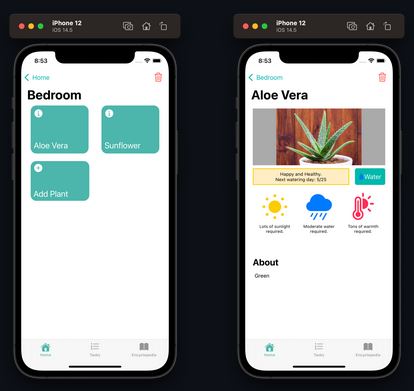 iPhone 12
iOS 14.5
8:53
Home
Bedroom
Aloe Vera
Sunflower
Add Plant
Home
Tasks
Encyclopedia
iPhone 12
iOS 14.5
8:53
Bedroom
Aloe Vera
Happy and Healthy.
Next watering day: 5/25
Water
Lots of sunlight
required.
Moderate water
required.
Tons of warmth
required.
About
Green
Home
Tasks
Encyclopedia